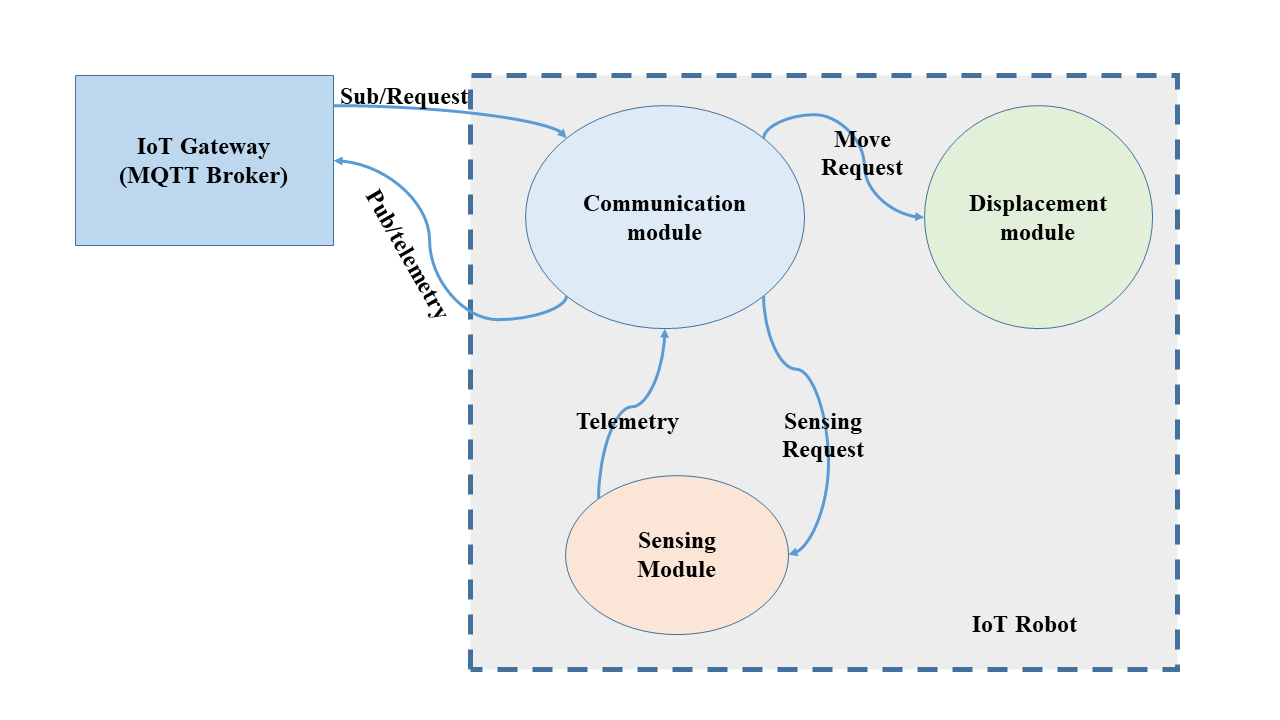 Sub/Request
IoT Gateway
(MQTT Broker)
Pub/telemetry
Communication
module
Move
Request
Displacement
module
Telemetry
Sensing
Request
Sensing
Module
IoT Robot